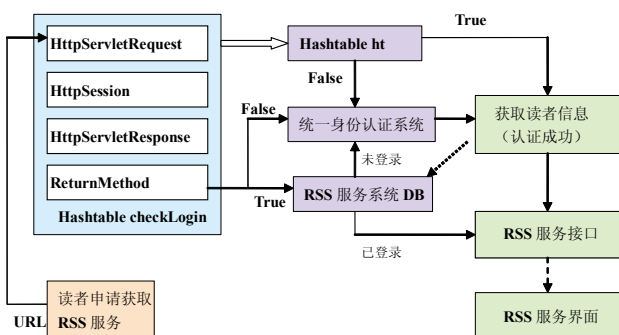 HttpServletRequest
HttpSession
HttpServletResponse
ReturnMethod
Hashtable checkLogin
Hashtable ht
True
False
False
True
统一身份认证系统
未登录
RSS 服务系统 DB
已登录
获取读者信息
（认证成功）
RSS 服务接口
RSS 服务界面
URL
读者申请获取
RSS 服务